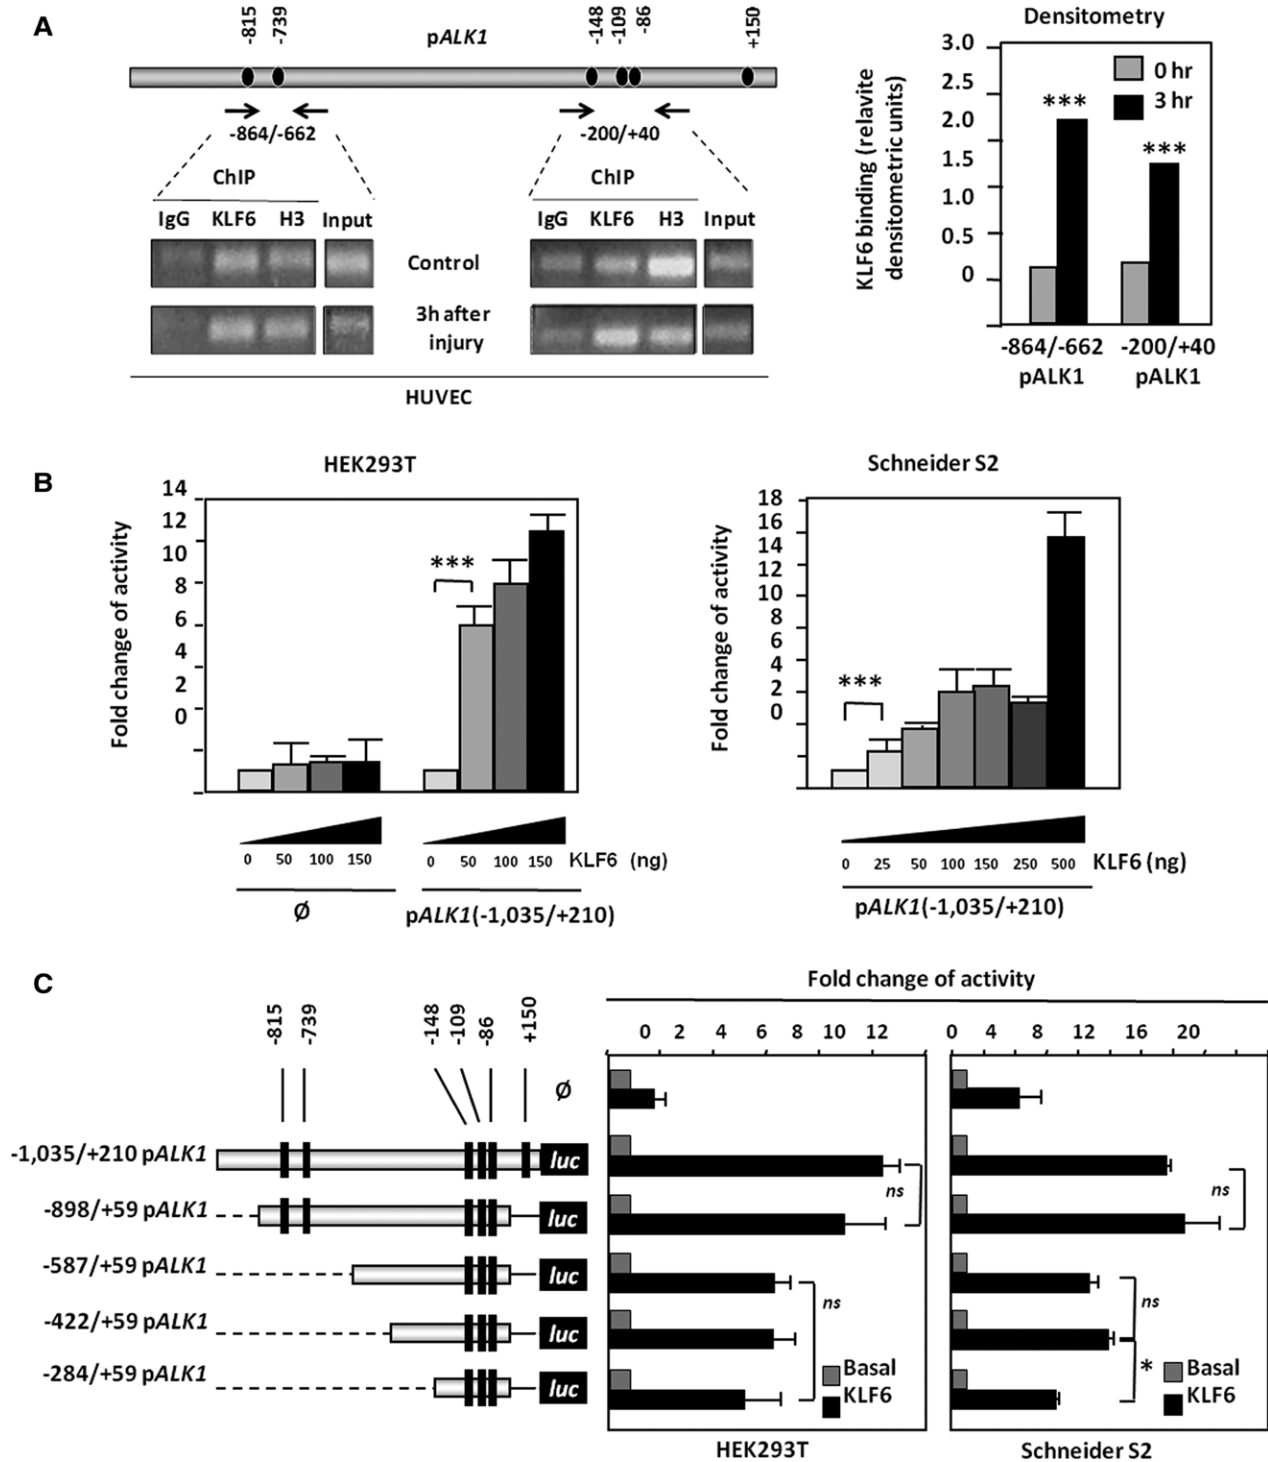 A
-815
-739
pALK1
-148
-109
-86
+150
-864/-662
-200/+40
ChIP
ChIP
IgG KLF6 H3 Input
IgG KLF6 H3 Input
Control
3h after
injury
HUVEC
Densitometry
KLF6 binding (relavite
densitometric units)
3.0
2.5
2.0
1.5
1.0
0.5
0
0 hr
3 hr
***
***
-864/-662
pALK1
-200/+40
pALK1
B
HEK293T
Fold change of activity
14
12
10
8
6
4
2
0
***
0 50 100 150
0 50 100 150 KLF6 (ng)
Ø
pALK1(-1,035/+210)
Schneider S2
Fold change of activity
18
16
14
12
10
8
6
4
2
0
***
0 25 50 100 150 250 500 KLF6 (ng)
pALK1(-1,035/+210)
C
Fold change of activity
-815
-739
-148
-109
-86
+150
0 2 4 6 8 10 12
0 4 8 12 16 20
Ø
-1,035/+210 pALK1 luc
-898/+59 pALK1 luc
-587/+59 pALK1 luc
-422/+59 pALK1 luc
-284/+59 pALK1 luc
ns
ns
Basal
KLF6
HEK293T
ns
ns
*
Basal
KLF6
Schneider S2